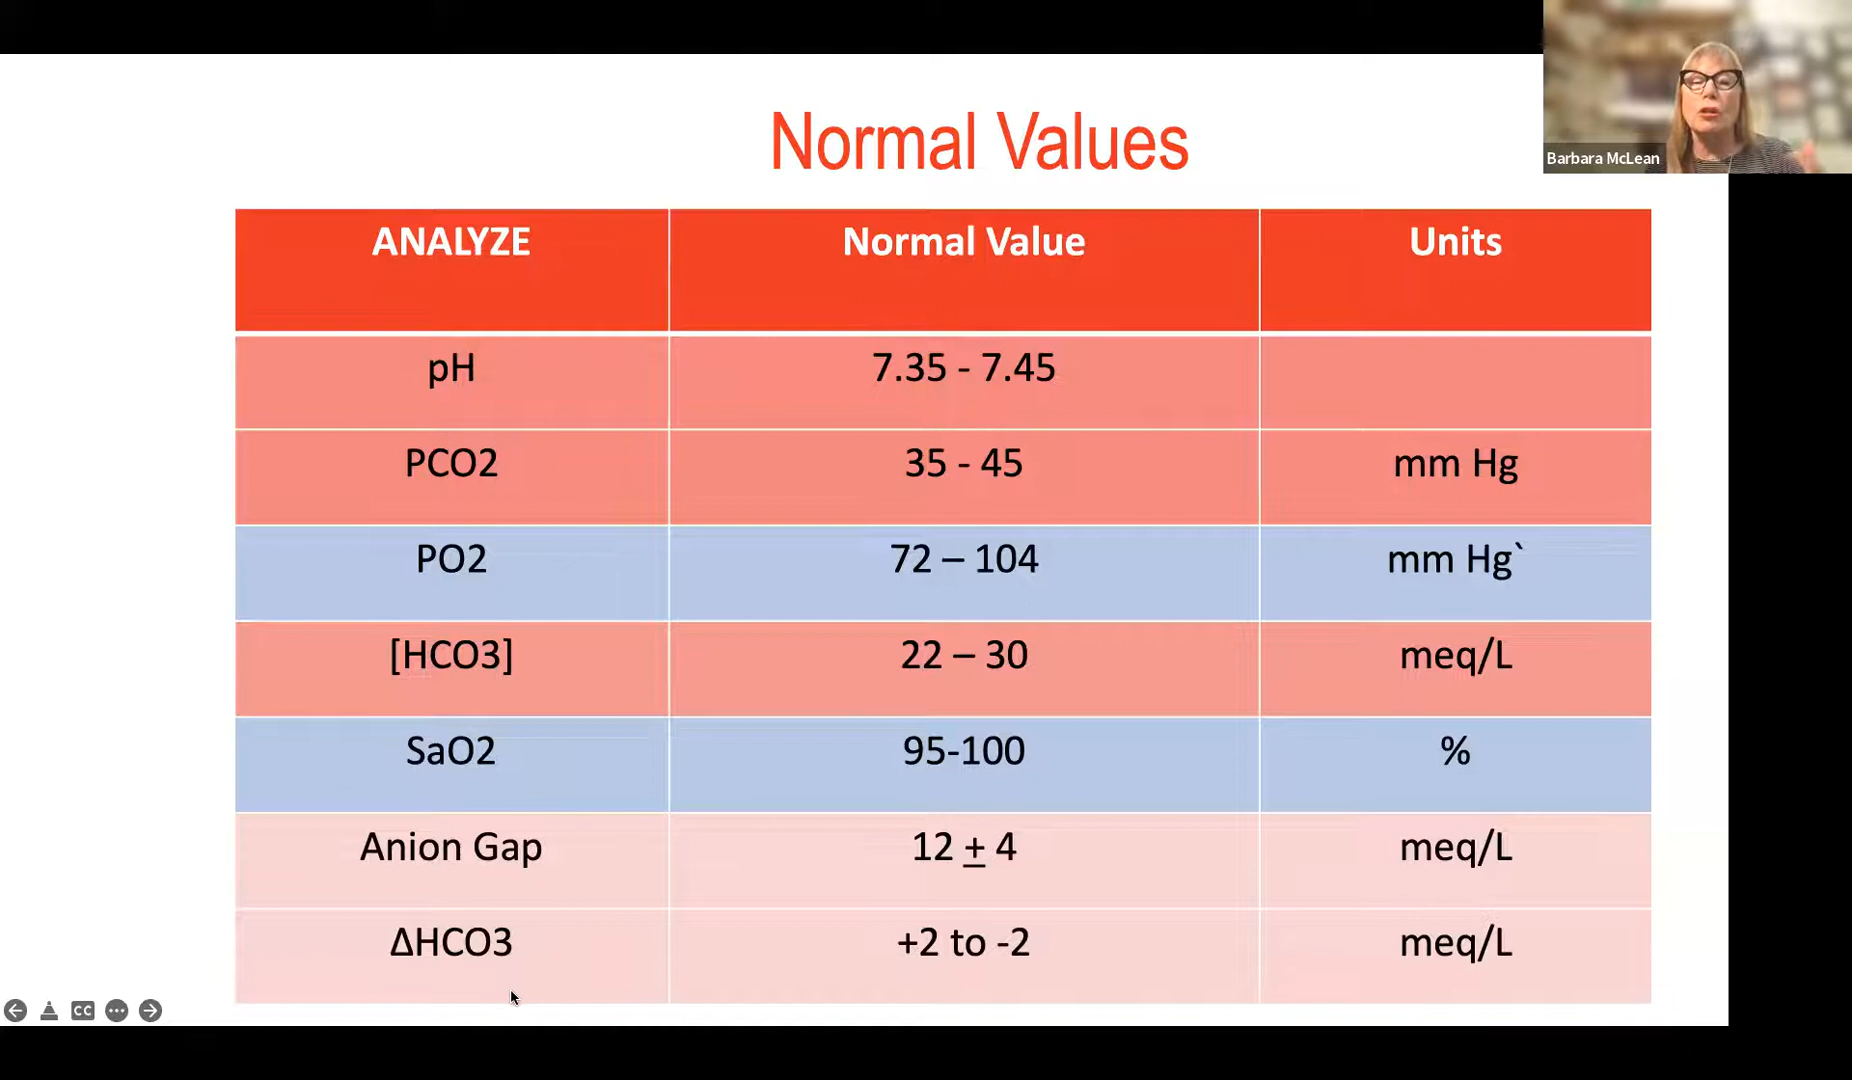 Normal Values
Barbara McLean
ANALYZE Normal Value Units
pH 7.35 - 7.45
PCO2 35 - 45 mm Hg
PO2 72 – 104 mm Hg`
[HCO3] 22 – 30 meq/L
SaO2 95-100 %
Anion Gap 12 ± 4 meq/L
ΔHCO3 +2 to -2 meq/L
CC